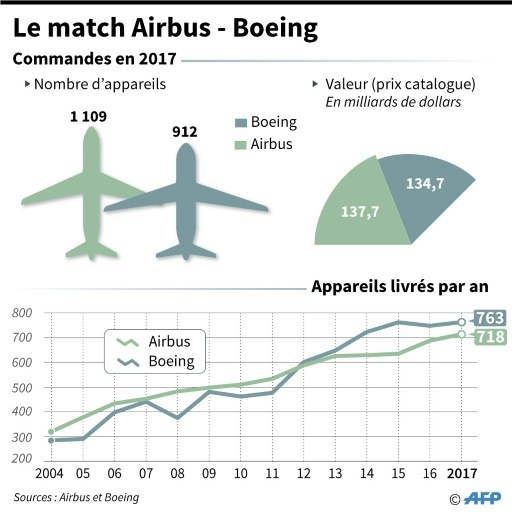 Le match Airbus - Boeing
Commandes en 2017
Nombre d'appareils
Valeur (prix catalogue)
En milliards de dollars
1 109
912
Boeing
Airbus
137,7
134,7
Appareils livrés par an
800
700
600
500
400
300
200
Airbus
Boeing
763
718
2004 05 06 07 08 09 10 11 12 13 14 15 16 2017
Sources : Airbus et Boeing
© AFP